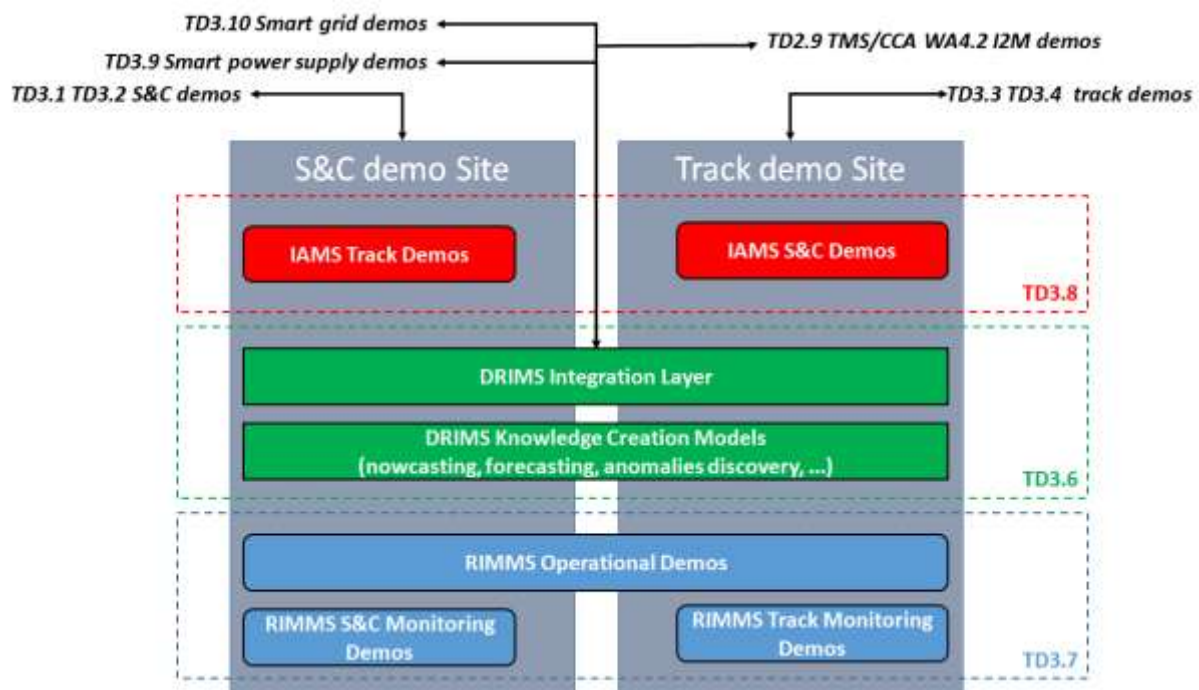 TD3.10 Smart grid demos
TD2.9 TMS/CCA WA4.2 I2M demos
TD3.9 Smart power supply demos
TD3.1 TD3.2 S&C demos
TD3.3 TD3.4 track demos
S&C demo Site
Track demo Site
IAMS Track Demos
IAMS S&C Demos
TD3.8
DRIMS Integration Layer
DRIMS Knowledge Creation Models
(nowcasting, forecasting, anomalies discovery, ...)
TD3.6
RIMMS Operational Demos
RIMMS S&C Monitoring
Demos
RIMMS Track Monitoring
Demos
TD3.7